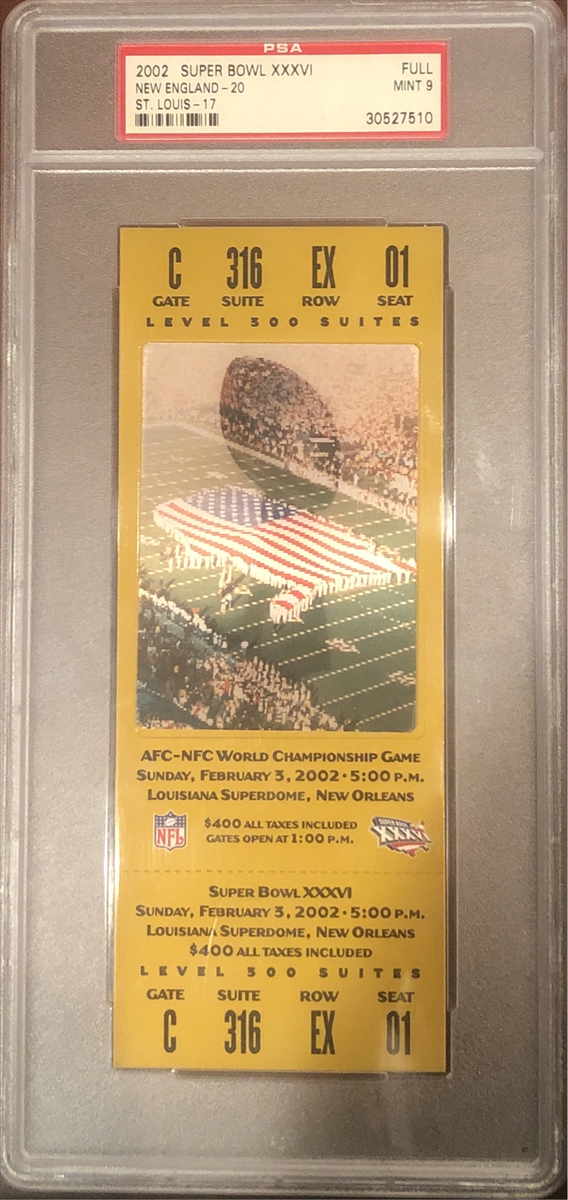 PSA
2002 SUPER BOWL XXXVI FULL
NEW ENGLAND - 20 MINT 9
ST. LOUIS - 17
30527510
C 316 EX 01
GATE SUITE ROW SEAT
LEVEL 300 SUITES
AFC-NFC WORLD CHAMPIONSHIP GAME
SUNDAY, FEBRUARY 3, 2002 • 5:00 P.M.
LOUISIANA SUPERDOME, NEW ORLEANS
NFL
$400 ALL TAXES INCLUDED
GATES OPEN AT 1:00 P.M.
SUPER BOWL
XXXVI
SUPER BOWL XXXVI
SUNDAY, FEBRUARY 3, 2002 • 5:00 P.M.
LOUISIANA SUPERDOME, NEW ORLEANS
$400 ALL TAXES INCLUDED
LEVEL 300 SUITES
GATE SUITE ROW SEAT
C 316 EX 01